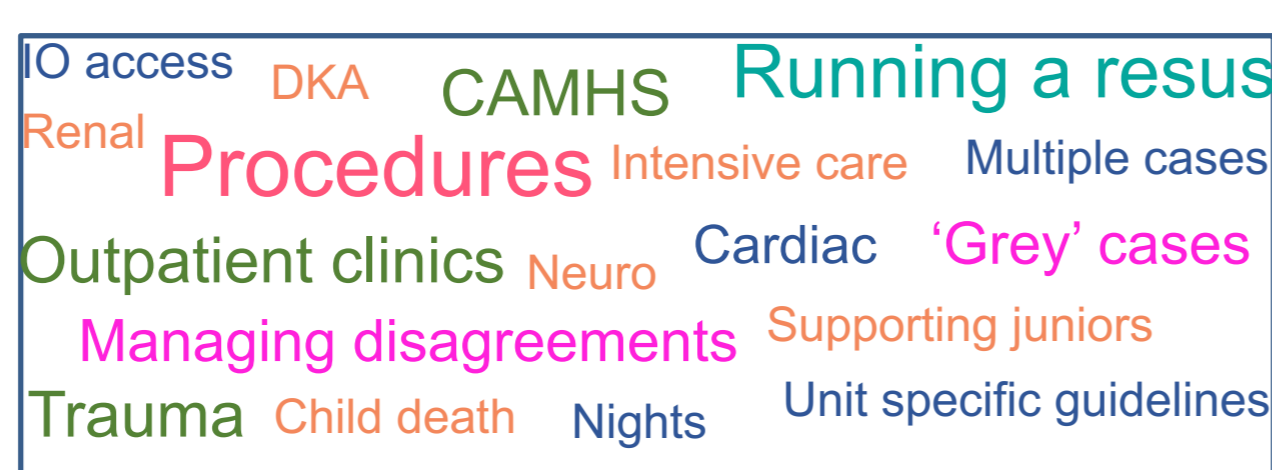 IO access DKA CAMHS Running a resus
Renal Procedures Intensive care Multiple cases
Outpatient clinics Neuro Cardiac ‘Grey’ cases
Managing disagreements Supporting juniors
Trauma Child death Nights Unit specific guidelines